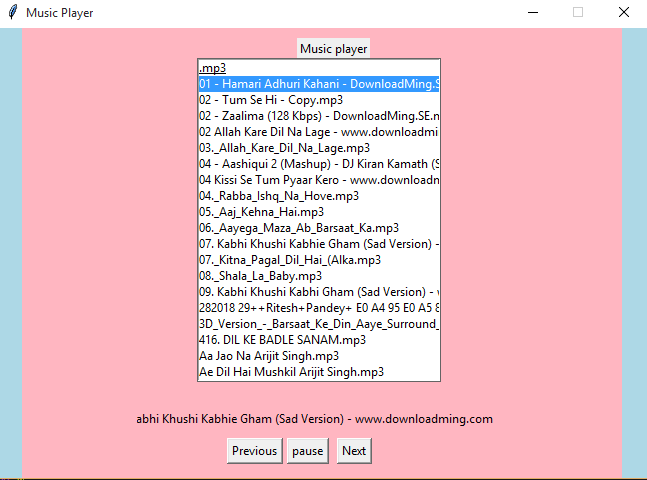 Music Player
Music player
.mp3
01 - Hamari Adhuri Kahani - DownloadMing.S
02 - Tum Se Hi - Copy.mp3
02 - Zaalima (128 Kbps) - DownloadMing.SE.m
02 Allah Kare Dil Na Lage - www.downloadmi
03._Allah_Kare_Dil_Na_Lage.mp3
04 - Aashiqui 2 (Mashup) - DJ Kiran Kamath (S
04 Kissi Se Tum Pyaar Kero - www.downloadn
04._Rabba_Ishq_Na_Hove.mp3
05._Aaj_Kehna_Hai.mp3
06._Aayega_Maza_Ab_Barsaat_Ka.mp3
07. Kabhi Khushi Kabhie Gham (Sad Version) -
07._Kitna_Pagal_Dil_Hai_(Alka.mp3
08._Shala_La_Baby.mp3
09. Kabhi Khushi Kabhi Gham (Sad Version) - w
282018 29++Ritesh+Pandey+ E0 A4 95 E0 A5 8
3D_Version_-_Barsaat_Ke_Din_Aaye_Surround_
416. DIL KE BADLE SANAM.mp3
Aa Jao Na Arijit Singh.mp3
Ae Dil Hai Mushkil Arijit Singh.mp3
abhi Khushi Kabhie Gham (Sad Version) - www.downloadming.com
Previous pause Next